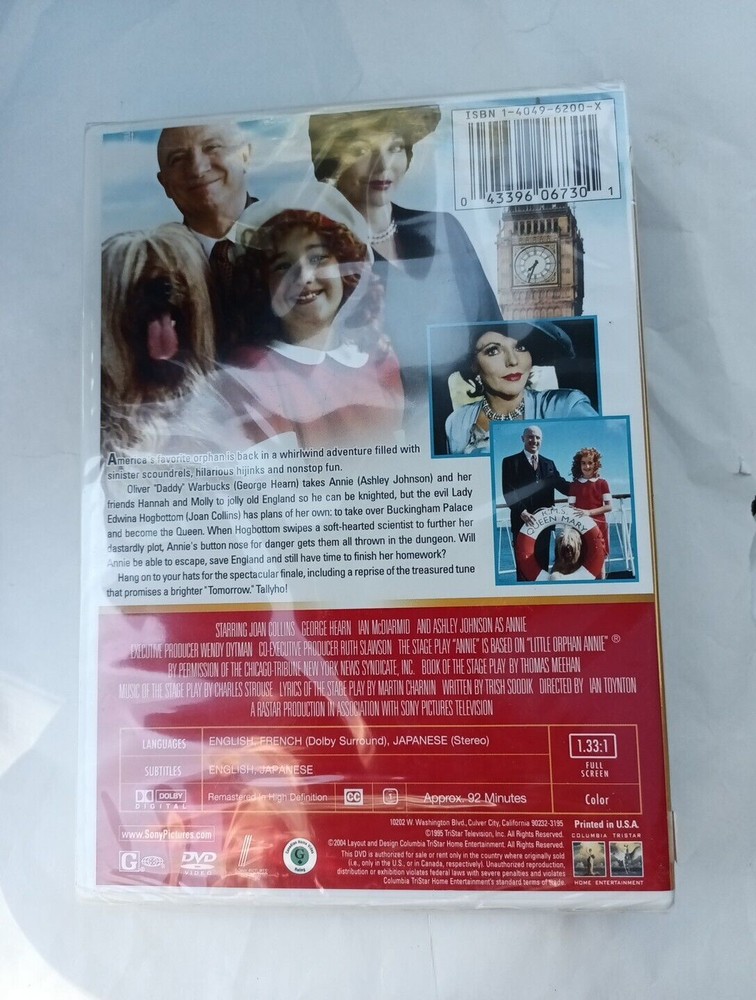 ISBN 1-4049-6200-X
0 43396 06730 1
America's favorite orphan is back in a whirlwind adventure filled with
sinister scoundrels, hilarious hijinks and nonstop fun.
Oliver "Daddy" Warbucks (George Hearn) takes Annie (Ashley Johnson) and her
friends Hannah and Molly to jolly old England so he can be knighted, but the evil Lady
Edwina Hogbottom (Joan Collins) has plans of her own: to take over Buckingham Palace
and become the Queen. When Hogbottom swipes a soft-hearted scientist to further her
dastardly plot, Annie's button nose for danger gets them all thrown in the dungeon. Will
Annie be able to escape, save England and still have time to finish her homework?
Hang on to your hats for the spectacular finale, including a reprise of the treasured tune
that promises a brighter "Tomorrow." Tallyho!
R.M.S.
QUEEN MARY
STARRING JOAN COLLINS GEORGE HEARN IAN McDIARMID AND ASHLEY JOHNSON AS ANNIE
EXECUTIVE PRODUCER WENDY DYTMAN CO-EXECUTIVE PRODUCER RUTH SLAWSON THE STAGE PLAY "ANNIE" IS BASED ON "LITTLE ORPHAN ANNIE" ®
BY PERMISSION OF THE CHICAGO-TRIBUNE NEW YORK NEWS SYNDICATE, INC. BOOK OF THE STAGE PLAY BY THOMAS MEEHAN
MUSIC OF THE STAGE PLAY BY CHARLES STROUSE LYRICS OF THE STAGE PLAY BY MARTIN CHARNIN WRITTEN BY TRISH SOODIK DIRECTED BY IAN TOYNTON
A RASTAR PRODUCTION IN ASSOCIATION WITH SONY PICTURES TELEVISION
LANGUAGES ENGLISH, FRENCH (Dolby Surround), JAPANESE (Stereo)
1.33:1
FULL
SCREEN
SUBTITLES ENGLISH, JAPANESE
DOLBY
DIGITAL
Remastered in High Definition CC 1 Approx. 92 Minutes Color
10202 W. Washington Blvd., Culver City, California 90232-3195
©1995 TriStar Television, Inc. All Rights Reserved.
©2004 Layout and Design Columbia TriStar Home Entertainment. All Rights Reserved.
This DVD is authorized for sale or rent only in the country where originally sold
(i.e., only in the U.S. or in Canada, respectively). Unauthorized reproduction,
distribution or exhibition violates federal laws with severe penalties and assumes
Columbia TriStar Home Entertainment's standard terms of trade.
www.SonyPictures.com
G
DVD
VIDEO
Printed in U.S.A.
COLUMBIA TRISTAR
HOME ENTERTAINMENT